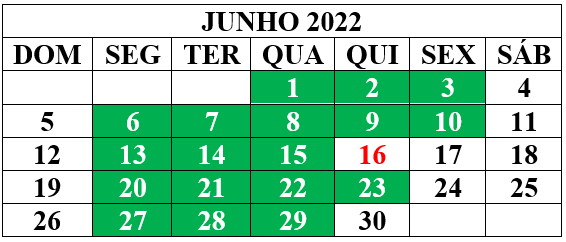 JUNHO 2022
DOM SEG TER QUA QUI SEX SÁB
1 2 3 4
5 6 7 8 9 10 11
12 13 14 15 16 17 18
19 20 21 22 23 24 25
26 27 28 29 30